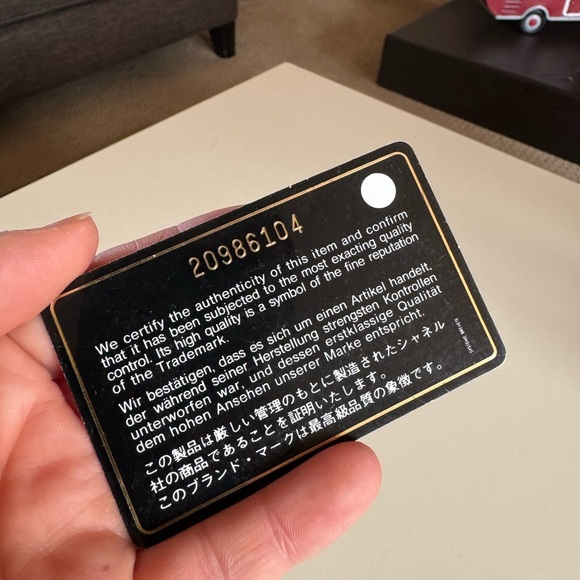 20986104
We certify the authenticity of this item and confirm
that it has been subjected to the most exacting quality
control. Its high quality is a symbol of the fine reputation
of the Trademark.
Wir bestätigen, dass es sich um einen Artikel handelt,
der während seiner Herstellung strengsten Kontrollen
unterworfen war, und dessen erstklassige Qualität
dem hohen Ansehen unserer Marke entspricht.
この製品は厳しい管理のもとに製造されたシャネル
社の商品であることを証明いたします。
このブランド・マークは最高級品質の象徴です。